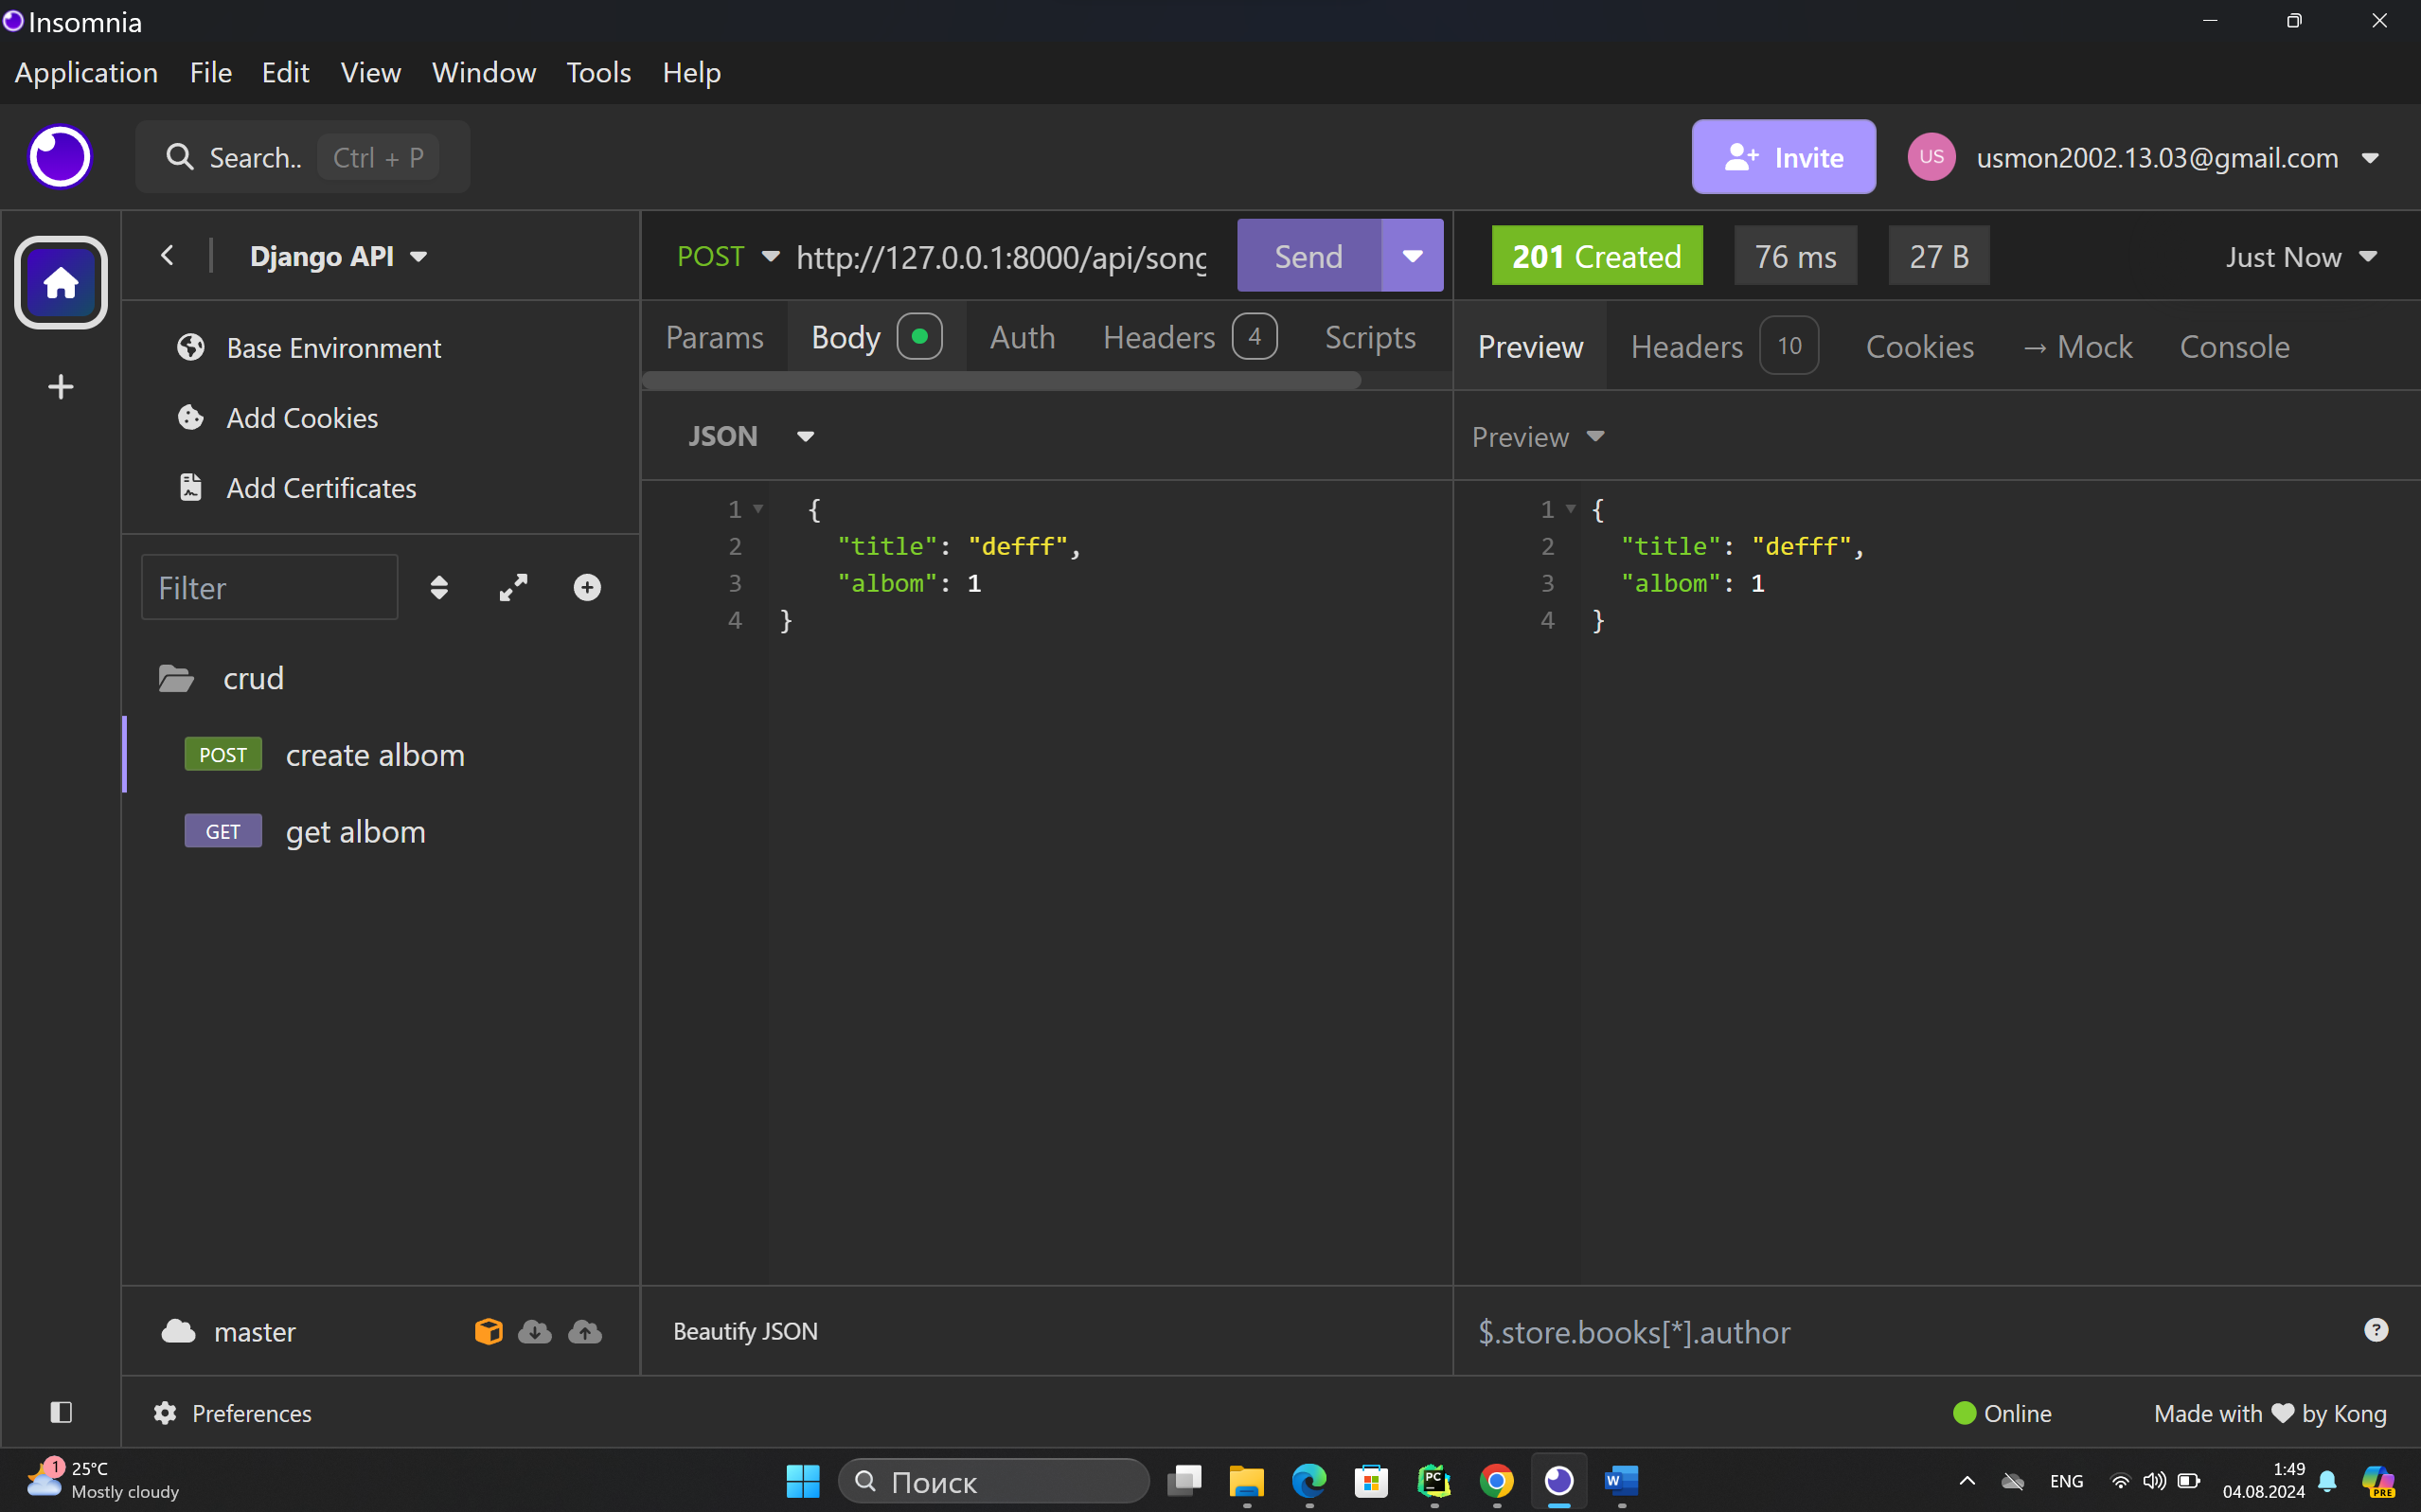 Insomnia
Application File Edit View Window Tools Help
Search.. Ctrl + P
Invite
US usmon2002.13.03@gmail.com
Django API
Base Environment
Add Cookies
Add Certificates
Filter
crud
POST create albom
GET get albom
master
POST http://127.0.0.1:8000/api/song
Send
Params Body Auth Headers 4 Scripts
JSON
1 {
2 "title": "defff",
3 "albom": 1
4 }
Beautify JSON
201 Created 76 ms 27 B Just Now
Preview Headers 10 Cookies → Mock Console
Preview
1 {
2 "title": "defff",
3 "albom": 1
4 }
$.store.books[*].author
?
Preferences
Online
Made with ❤ by Kong
1
25°C
Mostly cloudy
Поиск
PC
W
ENG
1:49
04.08.2024
PRE